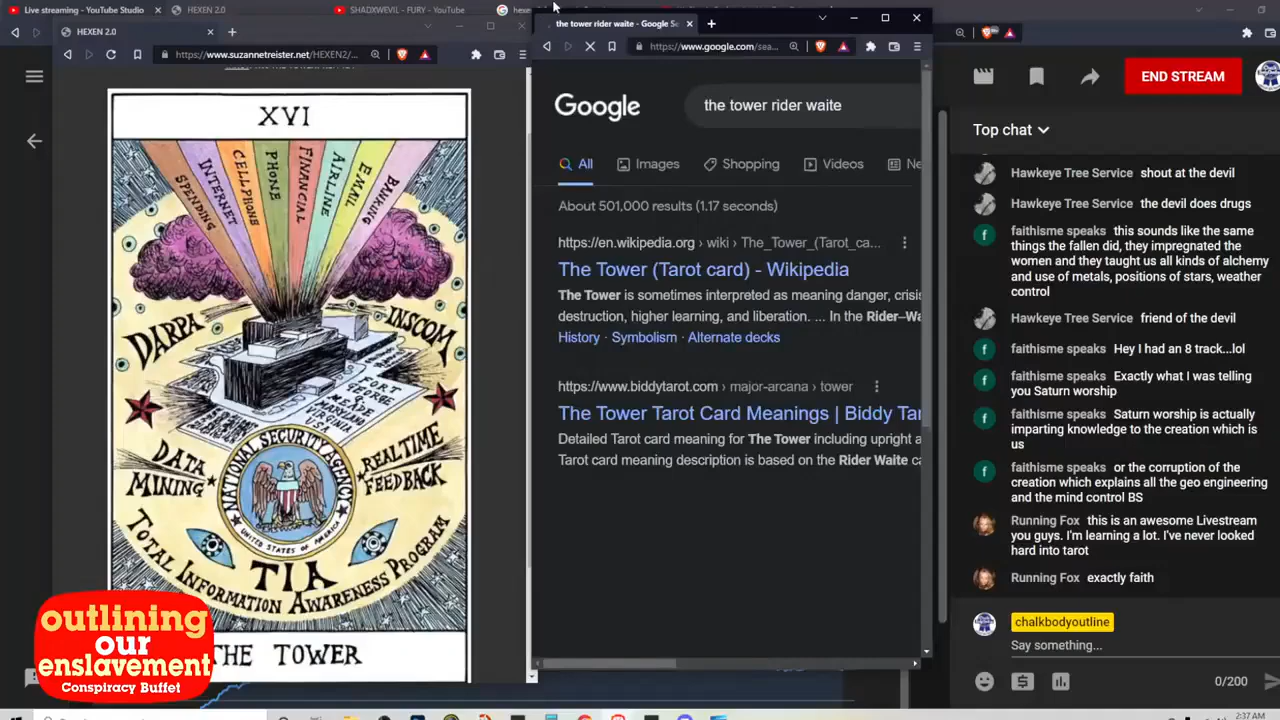 Live streaming - YouTube Studio
HEXEN 2.0
SHADXWEVIL - FURY - YouTube
hexe
the tower rider waite - Google Se
HEXEN 2.0
https://www.suzannetreister.net/HEXEN2/...
https://www.google.com/sea...
XVI
SPENDING
INTERNET
CELLPHONE
PHONE
FINANCIAL
AIRLINE
E.MAIL
BANKING
DARPA
INSCOM
FORT
GEORGE
MEADE
MARYLAND
VIRGINIA
USA
DATA
MINING
REALTIME
FEEDBACK
NATIONAL SECURITY AGENCY
UNITED STATES OF AMERICA
TIA
TOTAL INFORMATION AWARENESS PROGRAM
THE TOWER
outlining
our
enslavement
Conspiracy Buffet
Google
the tower rider waite
All
Images
Shopping
Videos
Ne
About 501,000 results (1.17 seconds)
https://en.wikipedia.org › wiki › The_Tower_(Tarot_ca...
The Tower (Tarot card) - Wikipedia
The Tower is sometimes interpreted as meaning danger, crisis
destruction, higher learning, and liberation. ... In the Rider–Wa
History · Symbolism · Alternate decks
https://www.biddytarot.com › major-arcana › tower
The Tower Tarot Card Meanings | Biddy Tar
Detailed Tarot card meaning for The Tower including upright a
Tarot card meaning description is based on the Rider Waite c
END STREAM
Top chat
Hawkeye Tree Service shout at the devil
Hawkeye Tree Service the devil does drugs
faithisme speaks this sounds like the same
things the fallen did, they impregnated the
women and they taught us all kinds of alchemy
and use of metals, positions of stars, weather
control
Hawkeye Tree Service friend of the devil
faithisme speaks Hey I had an 8 track...lol
faithisme speaks Exactly what I was telling
you Saturn worship
faithisme speaks Saturn worship is actually
imparting knowledge to the creation which is
us
faithisme speaks or the corruption of the
creation which explains all the geo engineering
and the mind control BS
Running Fox this is an awesome Livestream
you guys. I'm learning a lot. I've never looked
hard into tarot
Running Fox exactly faith
chalkbodyoutline
Say something...
0/200
2:37 AM